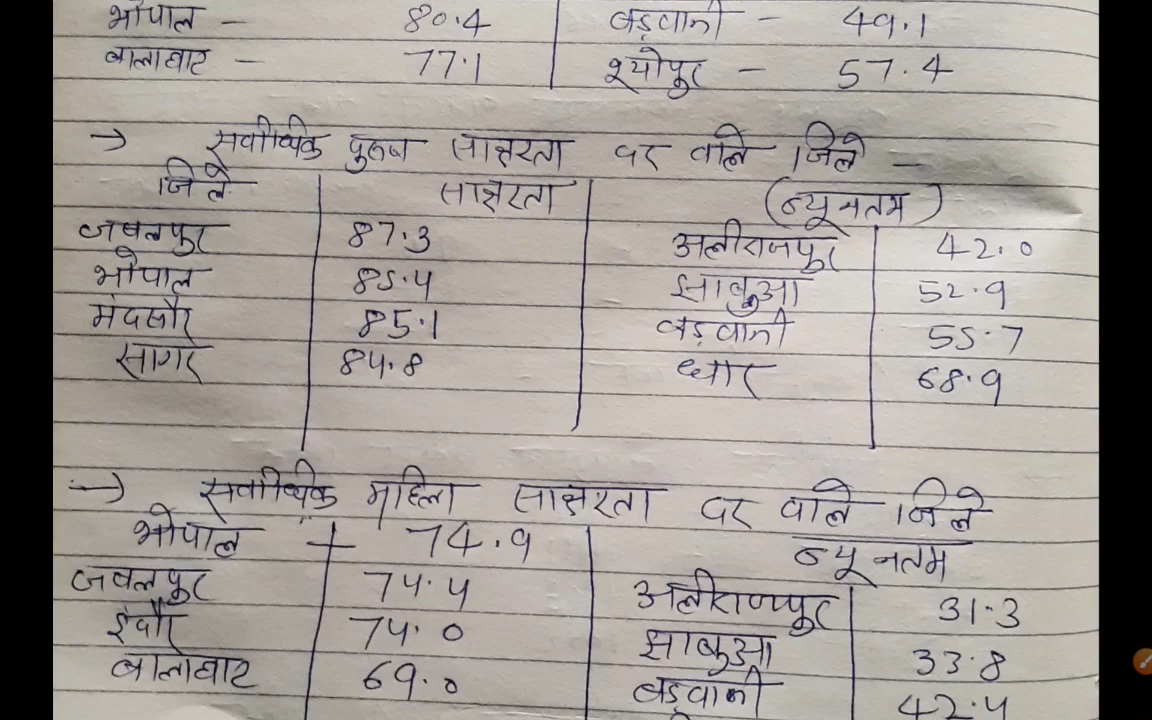 भोपाल – 80.4 बड़वानी – 49.1
बालाघाट – 77.1 श्योपुर – 57.4
→ सर्वाधिक पुरुष साक्षरता दर वाले जिले –
जिले साक्षरता (न्यूनतम)
जबलपुर 87.3 अलीराजपुर 42.0
भोपाल 85.4 झाबुआ 52.9
मंदसौर 85.1 बड़वानी 55.7
सागर 84.8 धार 68.9
→ सर्वाधिक महिला साक्षरता दर वाले जिले
भोपाल – 74.9 न्यूनतम
जबलपुर 74.4 अलीराजपुर 31.3
इंदौर 74.0 झाबुआ 33.8
बालाघाट 69.0 बड़वानी 42.4